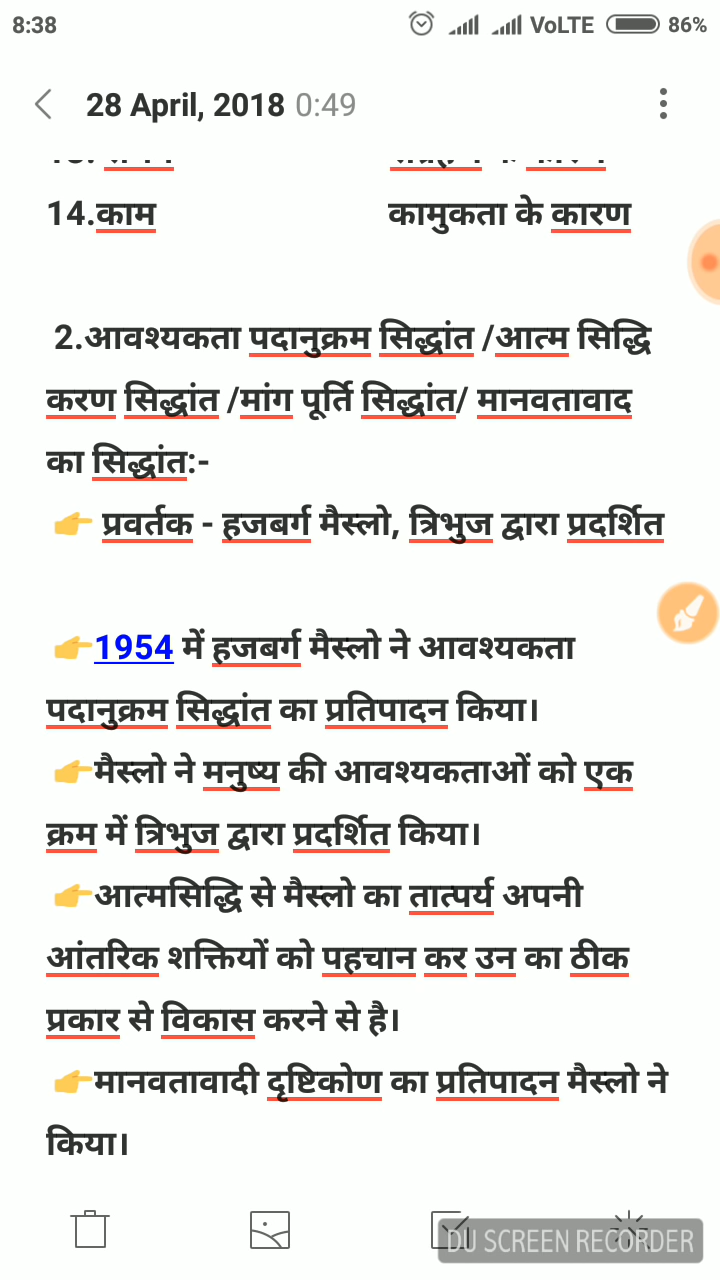 8:38 VoLTE 86%
28 April, 2018 0:49
14.काम कामुकता के कारण
2.आवश्यकता पदानुक्रम सिद्धांत /आत्म सिद्धि
करण सिद्धांत /मांग पूर्ति सिद्धांत/ मानवतावाद
का सिद्धांत:-
👉 प्रवर्तक - हजबर्ग मैस्लो, त्रिभुज द्वारा प्रदर्शित
👉1954 में हजबर्ग मैस्लो ने आवश्यकता
पदानुक्रम सिद्धांत का प्रतिपादन किया।
👉मैस्लो ने मनुष्य की आवश्यकताओं को एक
क्रम में त्रिभुज द्वारा प्रदर्शित किया।
👉आत्मसिद्धि से मैस्लो का तात्पर्य अपनी
आंतरिक शक्तियों को पहचान कर उन का ठीक
प्रकार से विकास करने से है।
👉मानवतावादी दृष्टिकोण का प्रतिपादन मैस्लो ने
किया।
DU SCREEN RECORDER